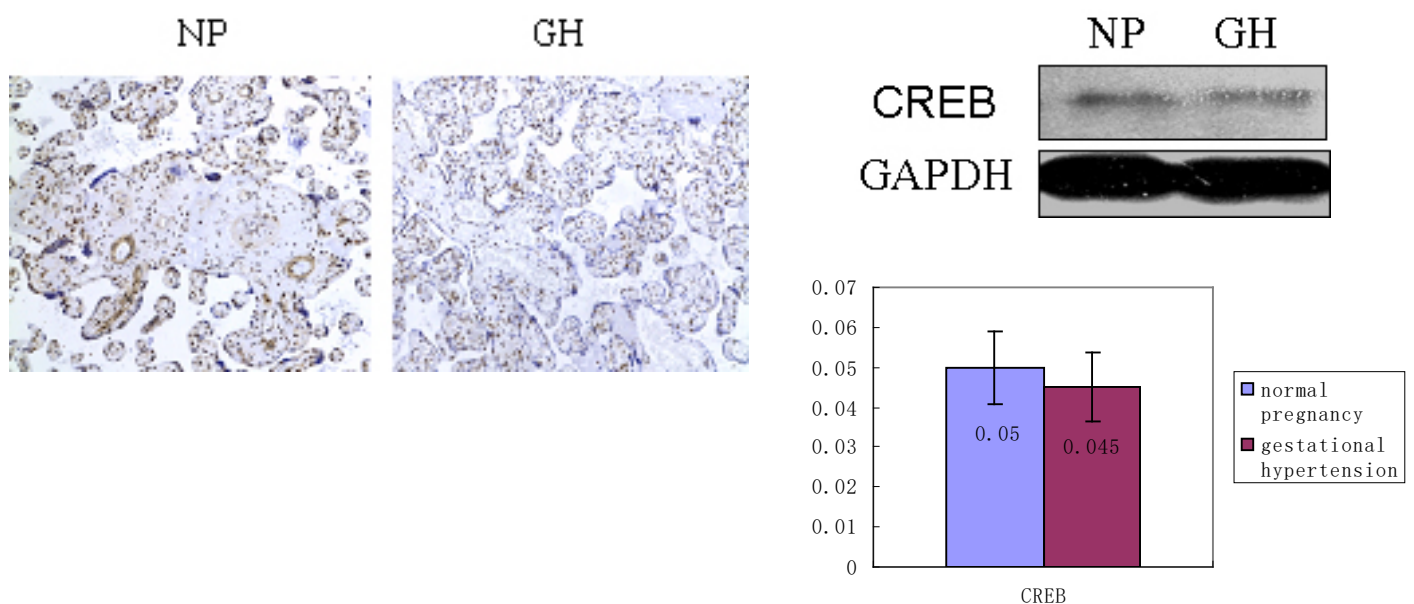 NP
GH
NP GH
CREB
GAPDH
0.07
0.06
0.05
0.04
0.03
0.02
0.01
0
0.05
0.045
CREB
normal
pregnancy
gestational
hypertension